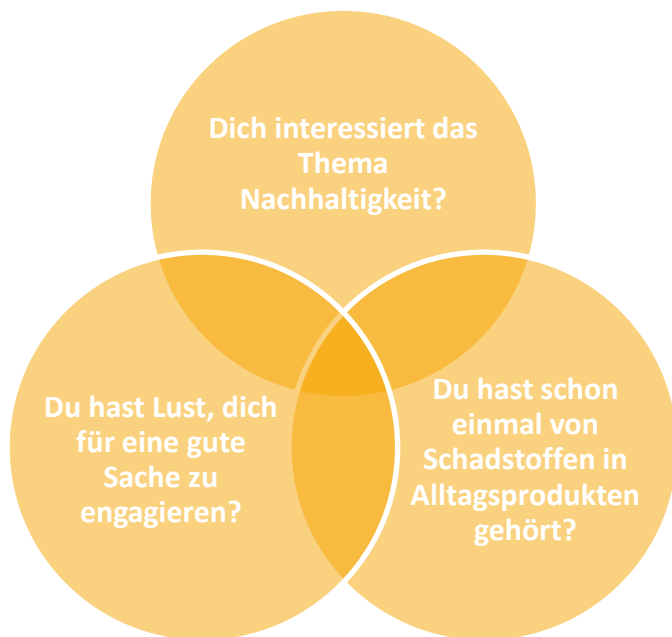 Dich interessiert das
Thema
Nachhaltigkeit?
Du hast Lust, dich
für eine gute
Sache zu
engagieren?
Du hast schon
einmal von
Schadstoffen in
Alltagsprodukten
gehört?